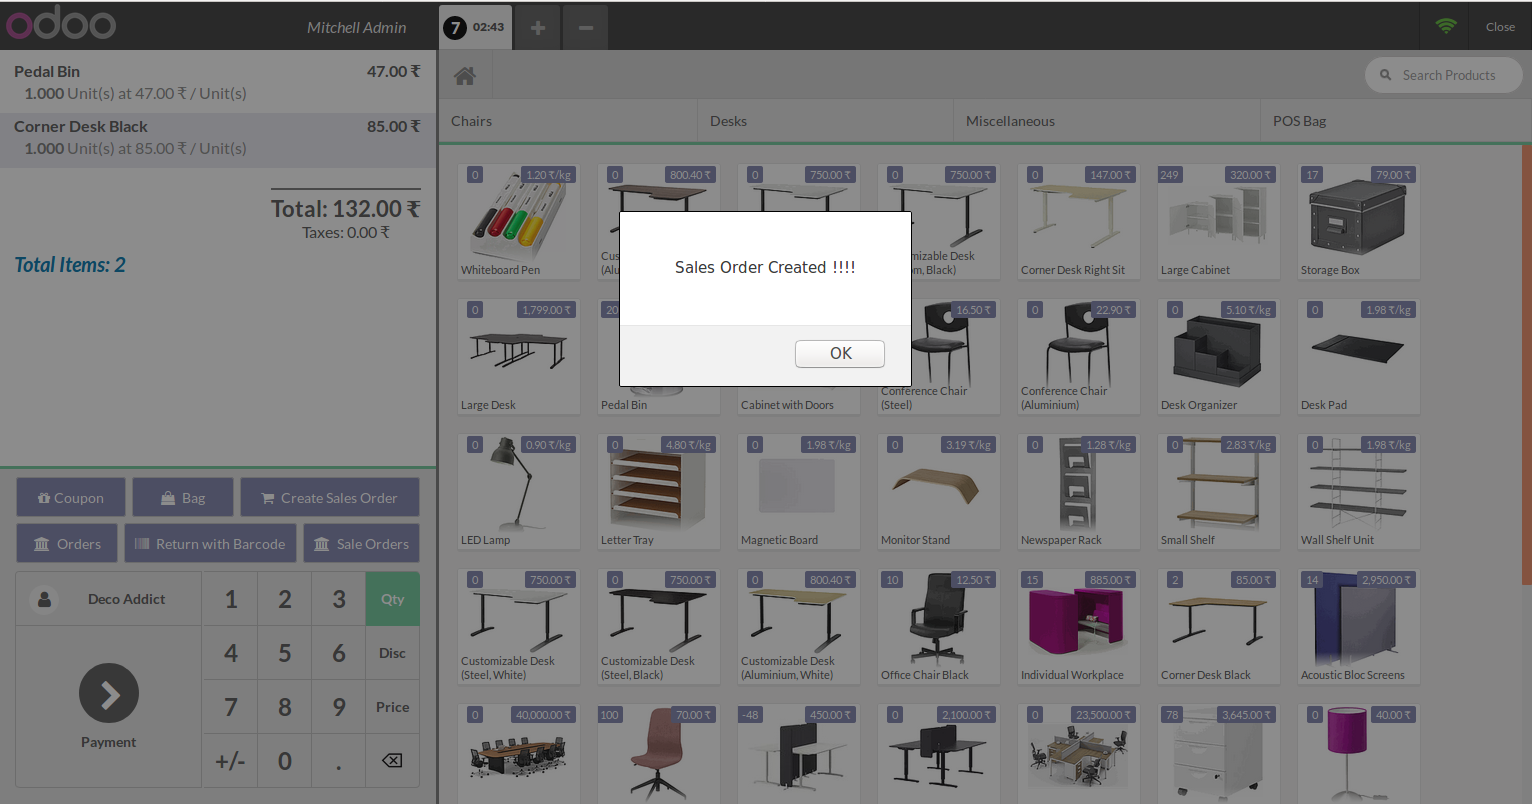 odoo
Mitchell Admin
7 02:43
Close
Pedal Bin 47.00 ₹
1.000 Unit(s) at 47.00 ₹ / Unit(s)
Corner Desk Black 85.00 ₹
1.000 Unit(s) at 85.00 ₹ / Unit(s)
Total: 132.00 ₹
Taxes: 0.00 ₹
Total Items: 2
Coupon Bag Create Sales Order
Orders Return with Barcode Sale Orders
Deco Addict 1 2 3 Qty
4 5 6 Disc
7 8 9 Price
Payment
+/- 0 .
Search Products
Chairs Desks Miscellaneous POS Bag
0 1.20 ₹/kg 0 800.40 ₹ 0 750.00 ₹ 0 750.00 ₹ 0 147.00 ₹ 249 320.00 ₹ 17 79.00 ₹
Whiteboard Pen Corner Desk Right Sit Large Cabinet Storage Box
Sales Order Created !!!!
OK
0 1,799.00 ₹ 20 16.50 ₹ 0 22.90 ₹ 0 5.10 ₹/kg 0 1.98 ₹/kg
Large Desk Pedal Bin Cabinet with Doors Conference Chair (Steel) Conference Chair (Aluminium) Desk Organizer Desk Pad
0 0.90 ₹/kg 0 4.80 ₹/kg 0 1.98 ₹/kg 0 3.19 ₹/kg 0 1.28 ₹/kg 0 2.83 ₹/kg 0 1.98 ₹/kg
LED Lamp Letter Tray Magnetic Board Monitor Stand Newspaper Rack Small Shelf Wall Shelf Unit
0 750.00 ₹ 0 750.00 ₹ 0 800.40 ₹ 10 12.50 ₹ 15 885.00 ₹ 2 85.00 ₹ 14 2,950.00 ₹
Customizable Desk (Steel, White) Customizable Desk (Steel, Black) Customizable Desk (Aluminium, White) Office Chair Black Individual Workplace Corner Desk Black Acoustic Bloc Screens
0 40,000.00 ₹ 100 70.00 ₹ -48 450.00 ₹ 0 2,100.00 ₹ 0 23,500.00 ₹ 78 3,645.00 ₹ 0 40.00 ₹